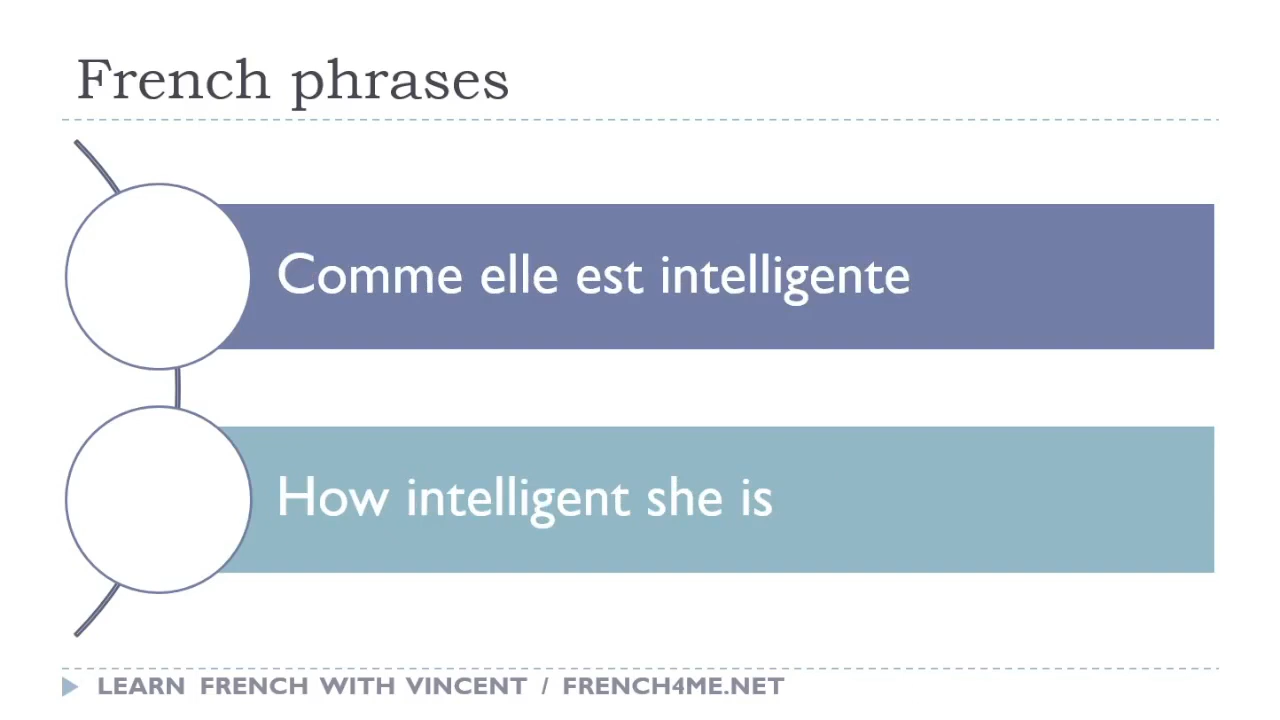 French phrases
Comme elle est intelligente
How intelligent she is
LEARN FRENCH WITH VINCENT / FRENCH4ME.NET